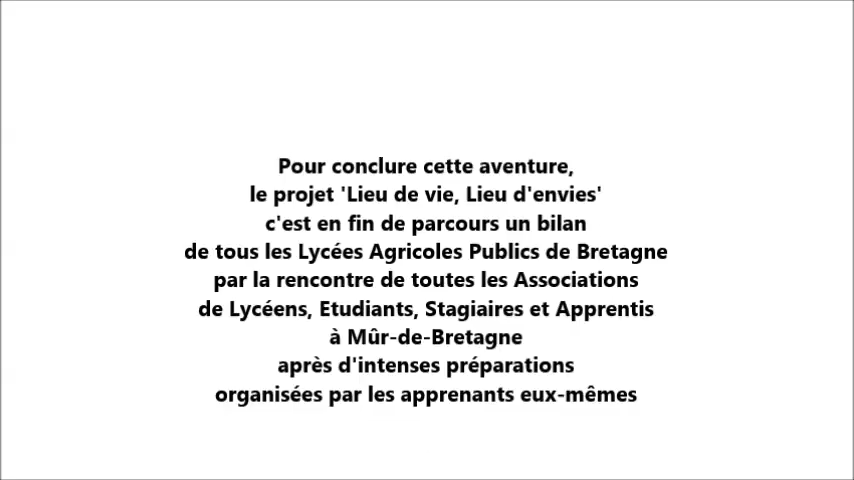 Pour conclure cette aventure,
le projet 'Lieu de vie, Lieu d'envies'
c'est en fin de parcours un bilan
de tous les Lycées Agricoles Publics de Bretagne
par la rencontre de toutes les Associations
de Lycéens, Etudiants, Stagiaires et Apprentis
à Mûr-de-Bretagne
après d'intenses préparations
organisées par les apprenants eux-mêmes